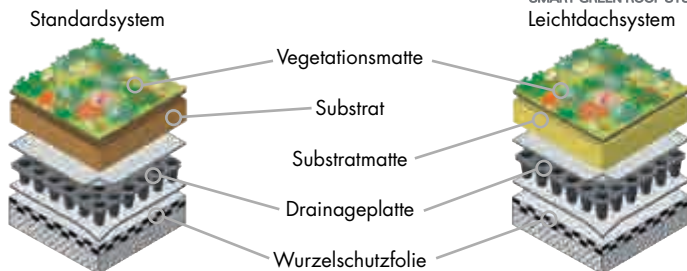 Standardsystem
Leichtdachsystem
Vegetationsmatte
Substrat
Substratmatte
Drainageplatte
Wurzelschutzfolie